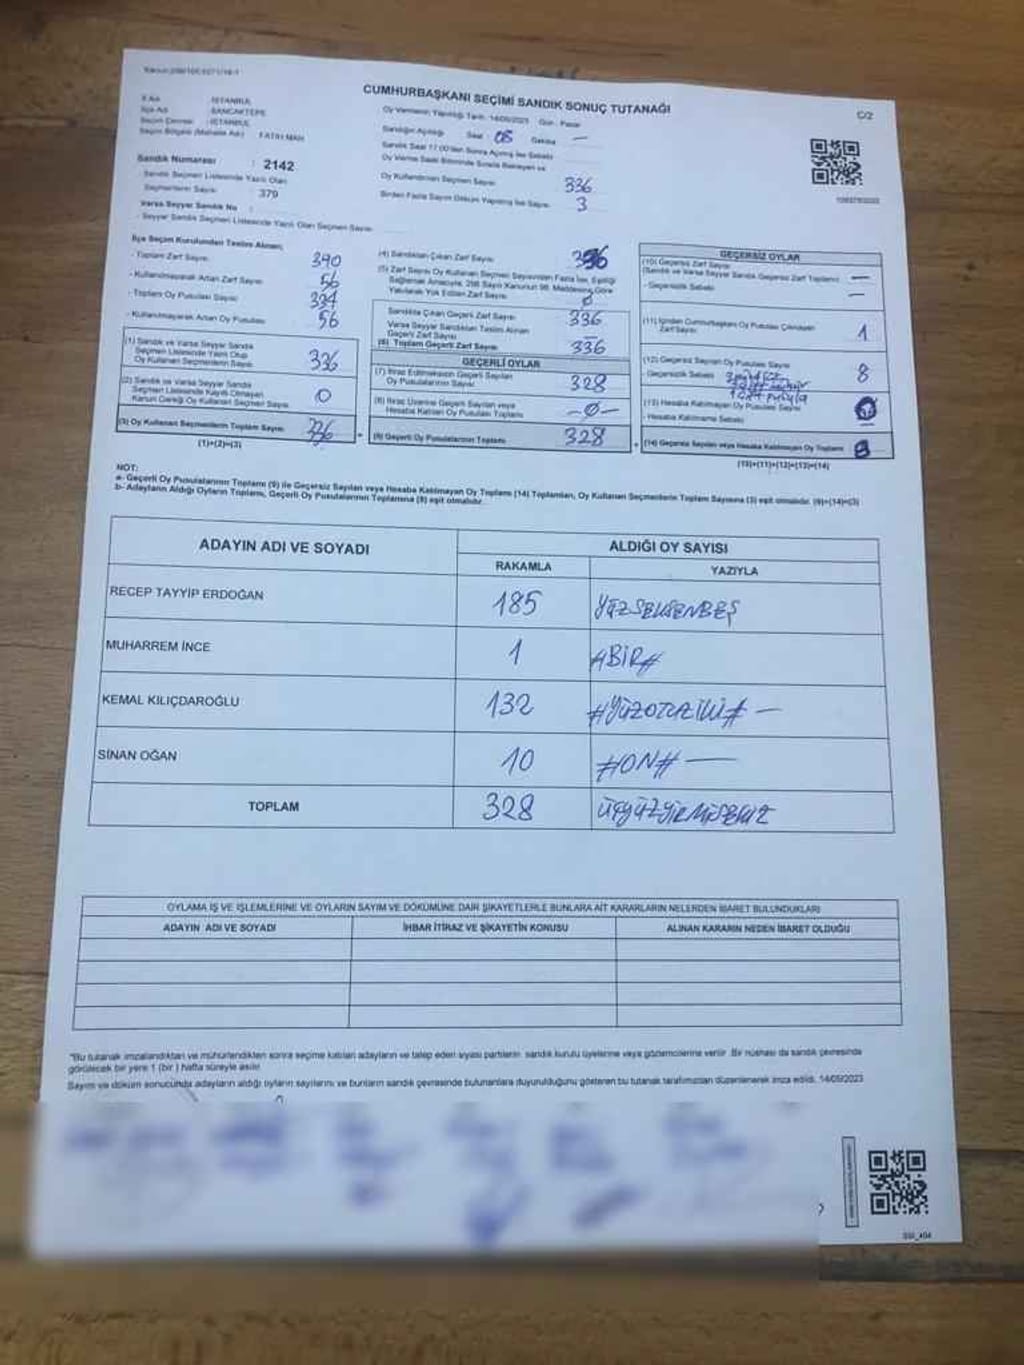 CUMHURBAŞKANI SEÇİMİ SANDIK SONUÇ TUTANAĞI
C/2
İl Adı : İSTANBUL
İlçe Adı : SANCAKTEPE
Seçim Çevresi : İSTANBUL
Seçim Bölgesi (Mahalle Adı) : FATİH MAH
Sandık Numarası : 2142
Sandık Seçmen Listesinde Yazılı Olan
Seçmenlerin Sayısı : 379
Varsa Seyyar Sandık No :
- Seyyar Sandık Seçmen Listesinde Yazılı Olan Seçmen Sayısı:
Oy Vermenin Yapıldığı Tarih: 14/05/2023 Gün: Pazar
Sandığın Açıldığı Saat : 05 Dakika —
Sandık Saat 17.00'den Sonra Açılmış İse Sebebi
Oy Verme Saati Bitiminde Sırada Bekleyen ve
Oy Kullandırılan Seçmen Sayısı 336
Birden Fazla Sayım Döküm Yapılmış İse Sayısı 3
İlçe Seçim Kurulundan Teslim Alınan;
- Toplam Zarf Sayısı: 390
- Kullanılmayarak Artan Zarf Sayısı: 56
- Toplam Oy Pusulası Sayısı:
- Kullanılmayarak Artan Oy Pusulası: 56
(1) Sandık ve Varsa Seyyar Sandık
Seçmen Listesinde Yazılı Olup
Oy Kullanan Seçmenlerin Sayısı 336
(2) Sandık ve Varsa Seyyar Sandık
Seçmen Listesinde Kayıtlı Olmayan
Kanun Gereği Oy Kullanan Seçmen Sayısı 0
(3) Oy Kullanan Seçmenlerin Toplam Sayısı 336
(1)+(2)=(3)
(4) Sandıktan Çıkan Zarf Sayısı 336
(5) Zarf Sayısı Oy Kullanan Seçmen Sayısından Fazla İse, Eşitliği
Sağlamak Amacıyla, 298 Sayılı Kanunun 98. Maddesine Göre
Yakılarak Yok Edilen Zarf Sayısı 0
Sandıkta Çıkan Geçerli Zarf Sayısı 336
Varsa Seyyar Sandıktan Teslim Alınan
Geçerli Zarf Sayısı —
(6) Toplam Geçerli Zarf Sayısı 336
GEÇERLİ OYLAR
(7) İtiraz Edilmeksizin Geçerli Sayılan
Oy Pusulalarının Sayısı 328
(8) İtiraz Üzerine Geçerli Sayılan veya
Hesaba Katılan Oy Pusulası Toplamı -0-
(9) Geçerli Oy Pusulalarının Toplamı 328
GEÇERSİZ OYLAR
(10) Geçersiz Zarf Sayısı
(Sandık ve Varsa Seyyar Sandık Geçersiz Zarf Toplamı) —
- Geçersizlik Sebebi —
(11) İçinden Cumhurbaşkanı Oy Pusulası Çıkmayan
Zarf Sayısı 1
(12) Geçersiz Sayılan Oy Pusulası Sayısı 8
- Geçersizlik Sebebi
(13) Hesaba Katılmayan Oy Pusulası Sayısı
- Hesaba Katılmama Sebebi
(14) Geçersiz Sayılan veya Hesaba Katılmayan Oy Toplamı 8
(10)+(11)+(12)+(13)=(14)
NOT:
a- Geçerli Oy Pusulalarının Toplamı (9) ile Geçersiz Sayılan veya Hesaba Katılmayan Oy Toplamı (14) Toplamları, Oy Kullanan Seçmenlerin Toplam Sayısına (3) eşit olmalıdır. (9)+(14)=(3)
b- Adayların Aldığı Oyların Toplamı, Geçerli Oy Pusulalarının Toplamına (9) eşit olmalıdır.
ADAYIN ADI VE SOYADI ALDIĞI OY SAYISI
RAKAMLA YAZIYLA
RECEP TAYYİP ERDOĞAN 185 YÜZSEKSENBEŞ
MUHARREM İNCE 1 #BİR#
KEMAL KILIÇDAROĞLU 132 #YÜZOTUZİKİ# —
SİNAN OĞAN 10 #ON# —
TOPLAM 328 ÜÇYÜZYİRMİSEKİZ
OYLAMA İŞ VE İŞLEMLERİNE VE OYLARIN SAYIM VE DÖKÜMÜNE DAİR ŞİKAYETLERLE BUNLARA AİT KARARLARIN NELERDEN İBARET BULUNDUKLARI
ADAYIN ADI VE SOYADI İHBAR İTİRAZ VE ŞİKAYETİN KONUSU ALINAN KARARIN NEDEN İBARET OLDUĞU
"Bu tutanak imzalandıktan ve mühürlendikten sonra seçime katılan adayların ve talep eden siyasi partilerin sandık kurulu üyelerine veya gözlemcilerine verilir. Bir nüshası da sandık çevresinde
görülecek bir yere 1 (bir) hafta süreyle asılır.
Sayım ve döküm sonucunda adayların aldığı oyların sayılarını ve bunların sandık çevresinde bulunanlara duyurulduğunu gösteren bu tutanak tarafımızdan düzenlenerek imza edildi. 14/05/2023